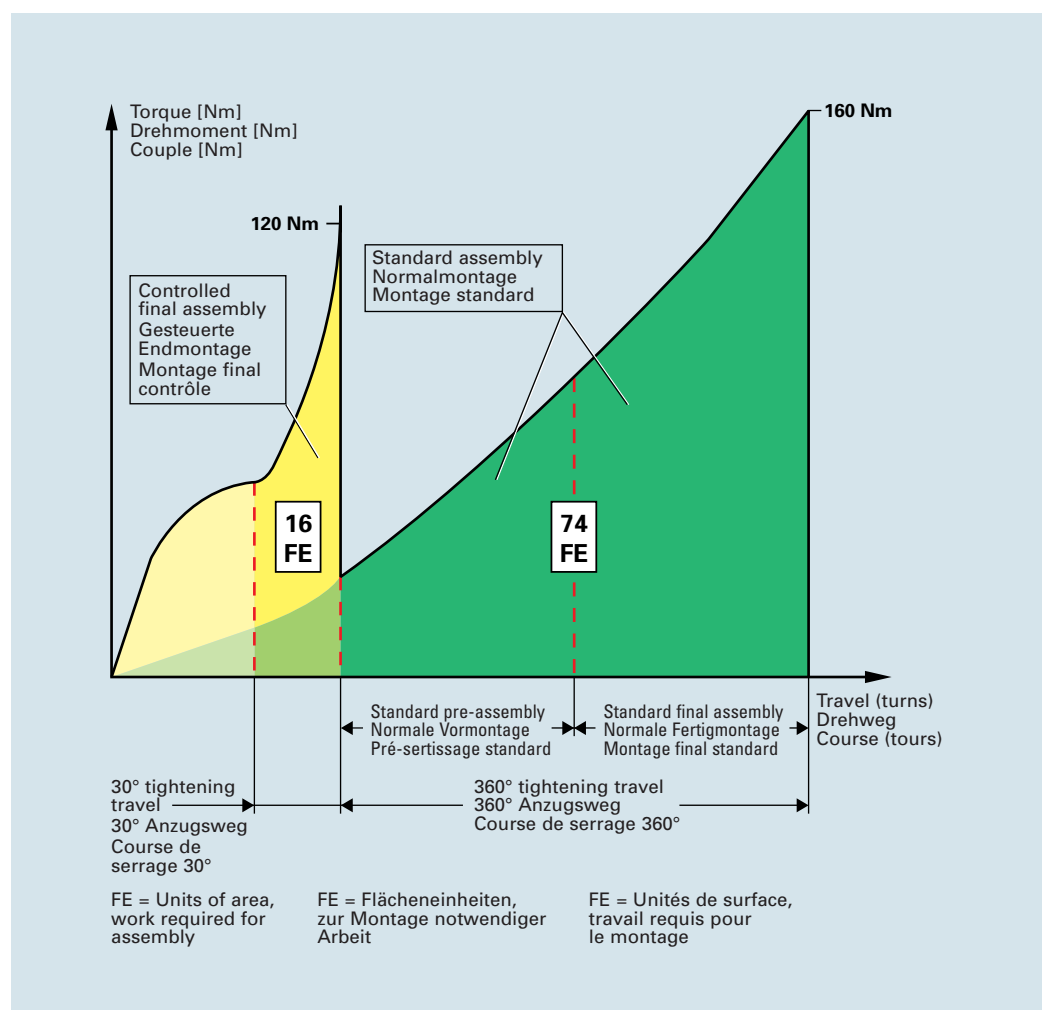 Torque [Nm]
Drehmoment [Nm]
Couple [Nm]
160 Nm
120 Nm
Standard assembly
Normalmontage
Montage standard
Controlled
final assembly
Gesteuerte
Endmontage
Montage final
contrôle
16
FE
74
FE
Travel (turns)
Drehweg
Course (tours)
Standard pre-assembly
Normale Vormontage
Pré-sertissage standard
Standard final assembly
Normale Fertigmontage
Montage final standard
30° tightening
travel
30° Anzugsweg
Course de
serrage 30°
360° tightening travel
360° Anzugsweg
Course de serrage 360°
FE = Units of area,
work required for
assembly
FE = Flächeneinheiten,
zur Montage notwendiger
Arbeit
FE = Unités de surface,
travail requis pour
le montage